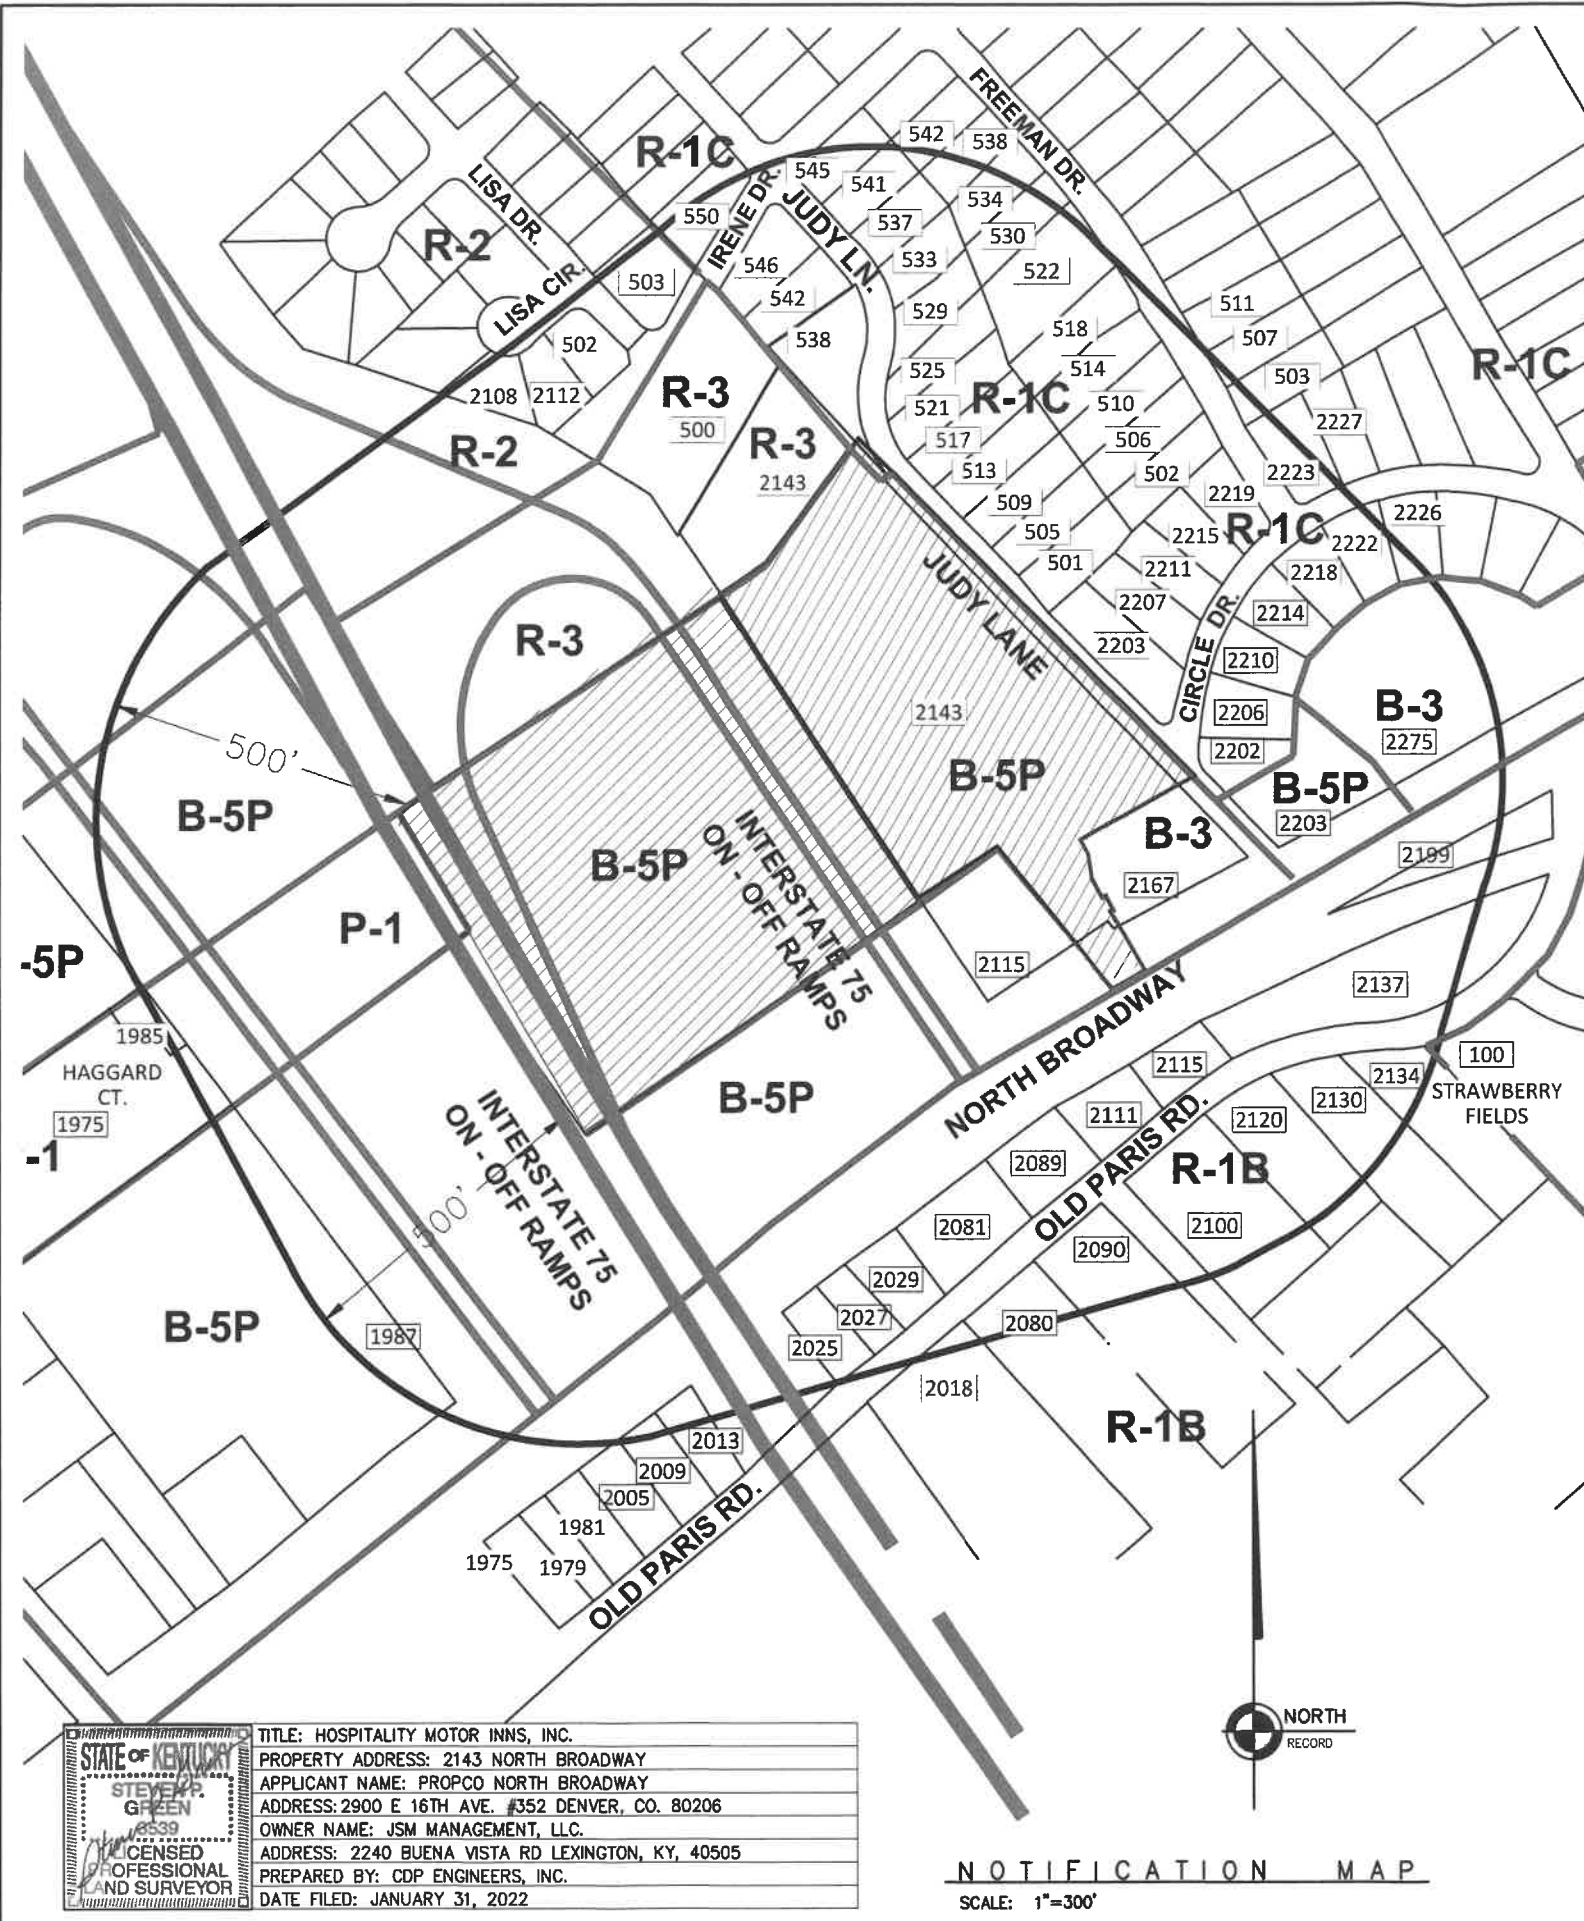 R-1C
FREEMAN DR.
542
538
545
541
LISA DR.
550
IRENE DR.
JUDY LN.
534
537
530
R-2
533
546
522
503
LISA CIR.
542
511
529
538
518
507
502
R-1C
525
514
503
R-3
R-1C
2108
2112
521
510
2227
500
R-3
517
506
R-2
513
502
2223
2143
509
2219
2226
505
2215
R-1C
2222
501
2211
2218
JUDY LANE
2207
2214
R-3
2203
CIRCLE DR.
2210
2143
2206
B-3
2275
500'
2202
B-5P
B-5P
B-5P
2203
B-3
B-5P
INTERSTATE 75
ON - OFF RAMPS
2199
2167
P-1
-5P
2115
2137
1985
HAGGARD
CT.
1975
NORTH BROADWAY
2115
100
STRAWBERRY
FIELDS
2134
2130
B-5P
2111
2120
-1
INTERSTATE 75
ON - OFF RAMPS
2089
OLD PARIS RD.
R-1B
500'
2081
2100
2090
2029
2027
2080
B-5P
1987
2025
2018
R-1B
2013
2009
2005
1981
1975
1979
OLD PARIS RD.
NORTH
RECORD
STATE OF KENTUCKY
STEVEN P.
GREEN
3539
LICENSED
PROFESSIONAL
LAND SURVEYOR
TITLE: HOSPITALITY MOTOR INNS, INC.
PROPERTY ADDRESS: 2143 NORTH BROADWAY
APPLICANT NAME: PROPCO NORTH BROADWAY
ADDRESS: 2900 E 16TH AVE. #352 DENVER, CO. 80206
OWNER NAME: JSM MANAGEMENT, LLC.
ADDRESS: 2240 BUENA VISTA RD LEXINGTON, KY, 40505
PREPARED BY: CDP ENGINEERS, INC.
DATE FILED: JANUARY 31, 2022
NOTIFICATION MAP
SCALE: 1"=300'